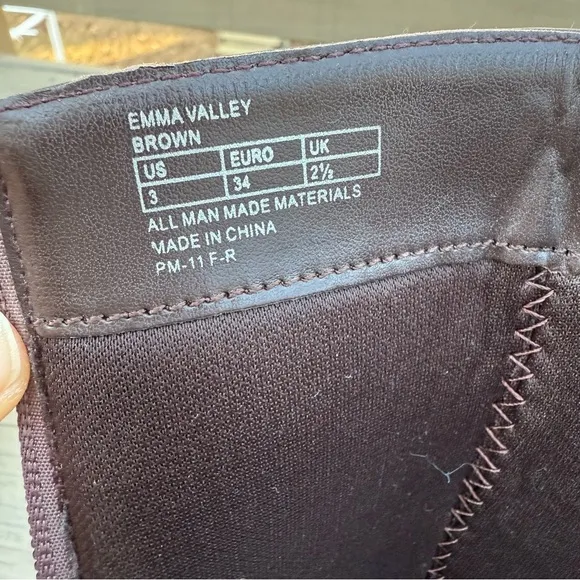 EMMA VALLEY
BROWN
US EURO UK
3 34 2½
ALL MAN MADE MATERIALS
MADE IN CHINA
PM-11 F-R